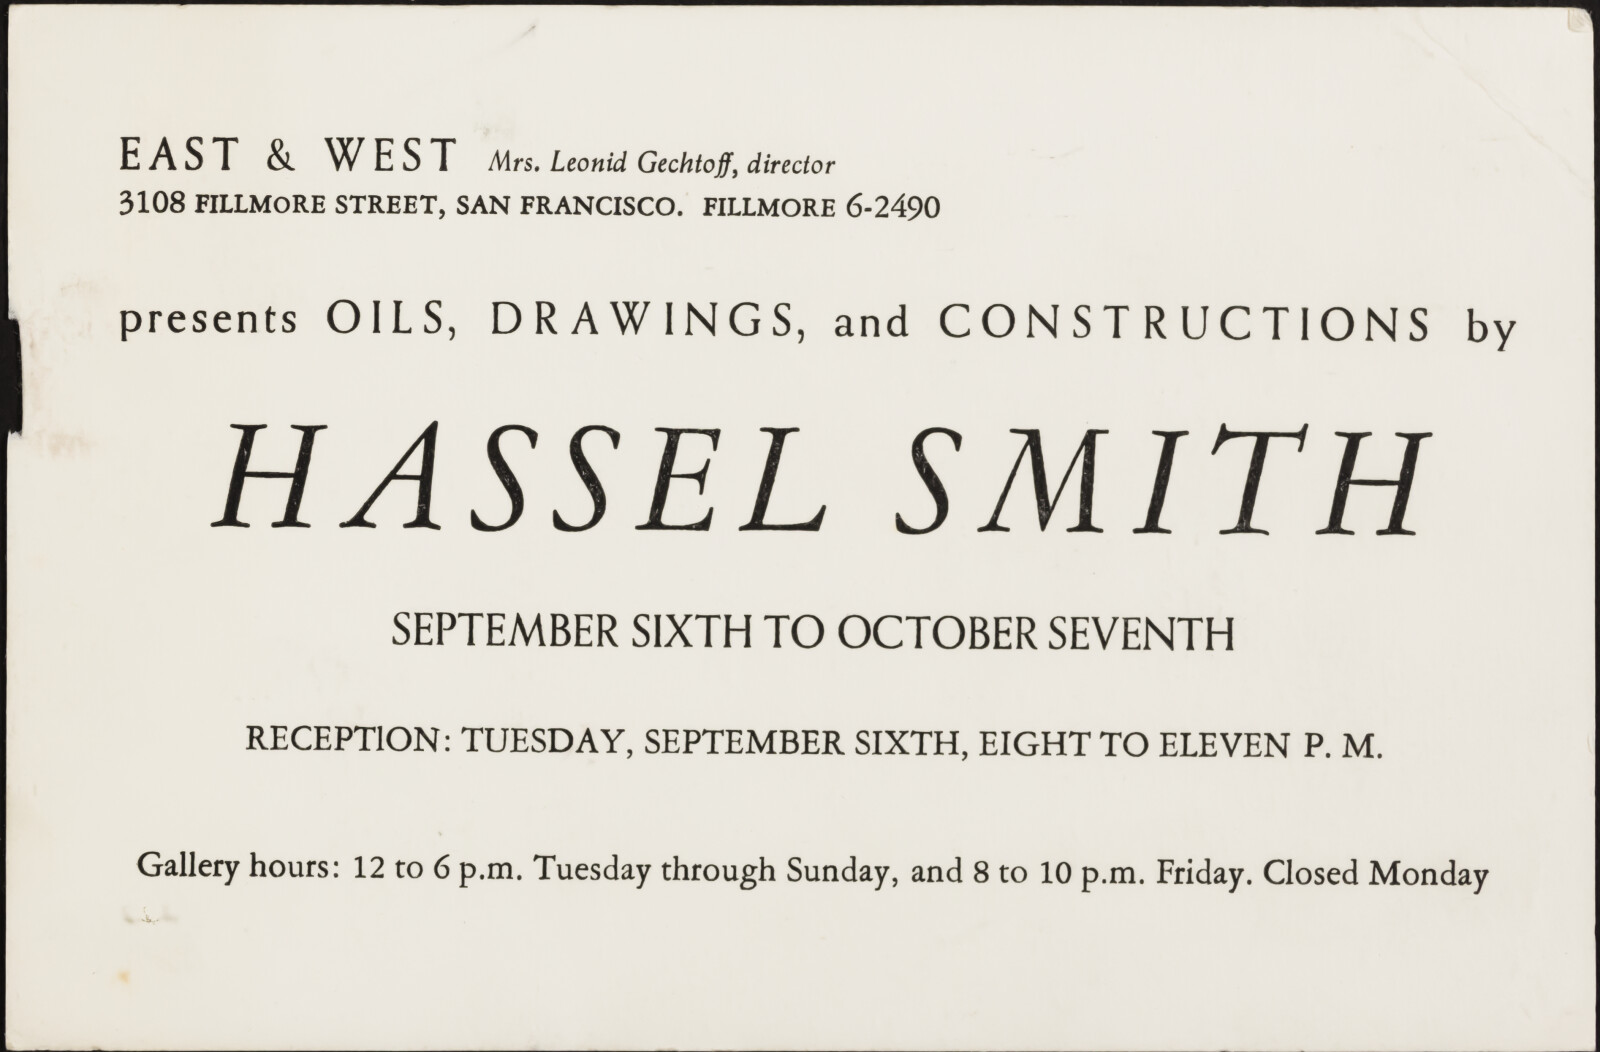 EAST & WEST Mrs. Leonid Gechtoff, director
3108 FILLMORE STREET, SAN FRANCISCO. FILLMORE 6-2490
presents OILS, DRAWINGS, and CONSTRUCTIONS by
HASSEL SMITH
SEPTEMBER SIXTH TO OCTOBER SEVENTH
RECEPTION: TUESDAY, SEPTEMBER SIXTH, EIGHT TO ELEVEN P. M.
Gallery hours: 12 to 6 p.m. Tuesday through Sunday, and 8 to 10 p.m. Friday. Closed Monday